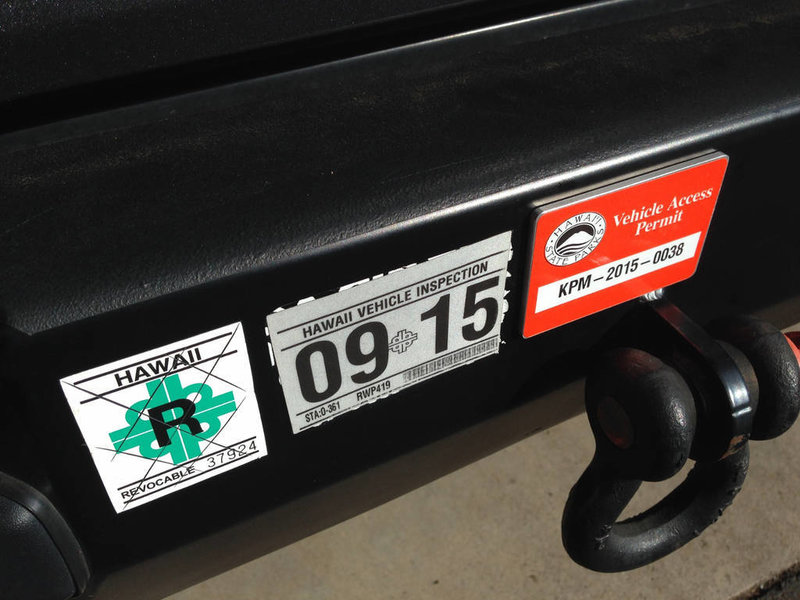 HAWAII
R
REVOCABLE 37924
HAWAII VEHICLE INSPECTION
09 15
STA:0-361 RWP419
HAWAII
STATE PARKS
Vehicle Access
Permit
KPM-2015-0038